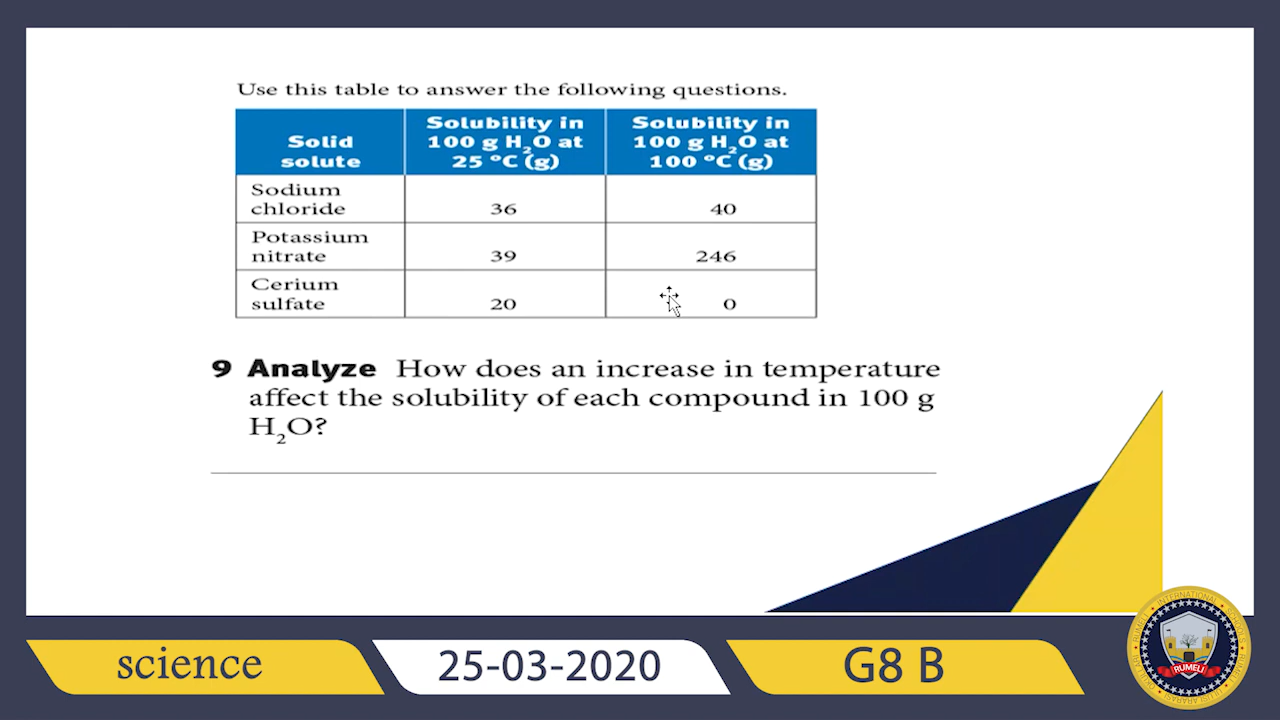 Use this table to answer the following questions.
Solid solute
Solubility in 100 g H₂O at 25 °C (g)
Solubility in 100 g H₂O at 100 °C (g)
Sodium chloride
36
40
Potassium nitrate
39
246
Cerium sulfate
20
0
9 Analyze How does an increase in temperature
affect the solubility of each compound in 100 g
H₂O?
science
25-03-2020
G8 B
RUMELI